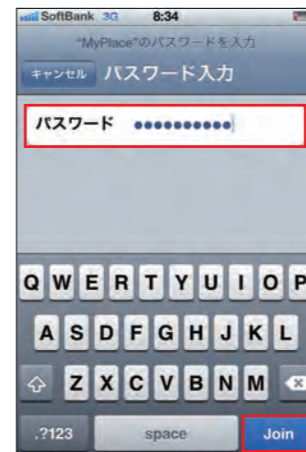 SoftBank 3G 8:34
"MyPlace"のパスワードを入力
キャンセル パスワード入力
パスワード ●●●●●●●●●●
Q W E R T Y U I O P
A S D F G H J K L
Z X C V B N M
.?123 space Join